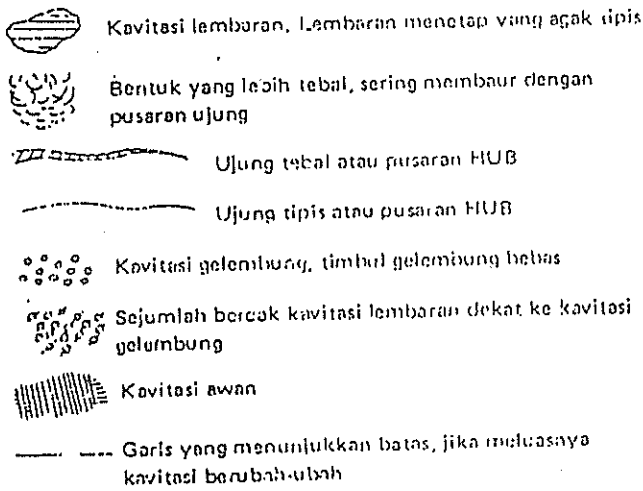 Kavitasi lembaran, Lembaran menetap yang agak tipis
Bentuk yang lebih tebal, sering membaur dengan
pusaran ujung
Ujung tebal atau pusaran HUB
Ujung tipis atau pusaran HUB
Kavitasi gelembung, timbul gelembung bebas
Sejumlah bercak kavitasi lembaran dekat ke kavitasi
gelembung
Kavitasi awan
Garis yang menunjukkan batas, jika meluasnya
kavitasi berubah-ubah